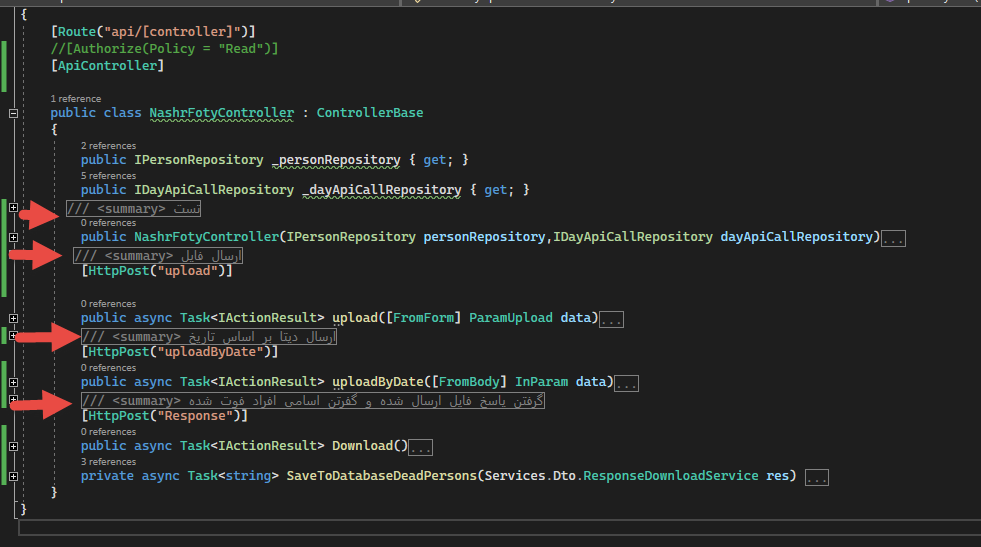 {
[Route("api/[controller]")]
//[Authorize(Policy = "Read")]
[ApiController]
1 reference
public class NashrFotyController : ControllerBase
{
2 references
public IPersonRepository _personRepository { get; }
5 references
public IDayApiCallRepository _dayApiCallRepository { get; }
/// <summary> تست
0 references
public NashrFotyController(IPersonRepository personRepository,IDayApiCallRepository dayApiCallRepository)...
/// <summary> ارسال فایل
[HttpPost("upload")]
0 references
public async Task<IActionResult> upload([FromForm] ParamUpload data)...
/// <summary> ارسال دیتا بر اساس تاریخ
[HttpPost("uploadByDate")]
0 references
public async Task<IActionResult> uploadByDate([FromBody] InParam data)...
/// <summary> گرفتن پاسخ فایل ارسال شده و گفرتن اسامی افراد فوت شده
[HttpPost("Response")]
0 references
public async Task<IActionResult> Download()...
3 references
private async Task<string> SaveToDatabaseDeadPersons(Services.Dto.ResponseDownloadService res) ...
}
}